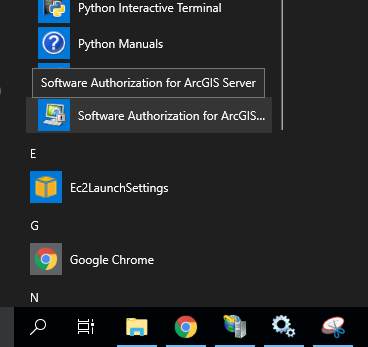 Python Interactive Terminal
Python Manuals
Software Authorization for ArcGIS Server
Software Authorization for ArcGIS...
E
Ec2LaunchSettings
G
Google Chrome
N